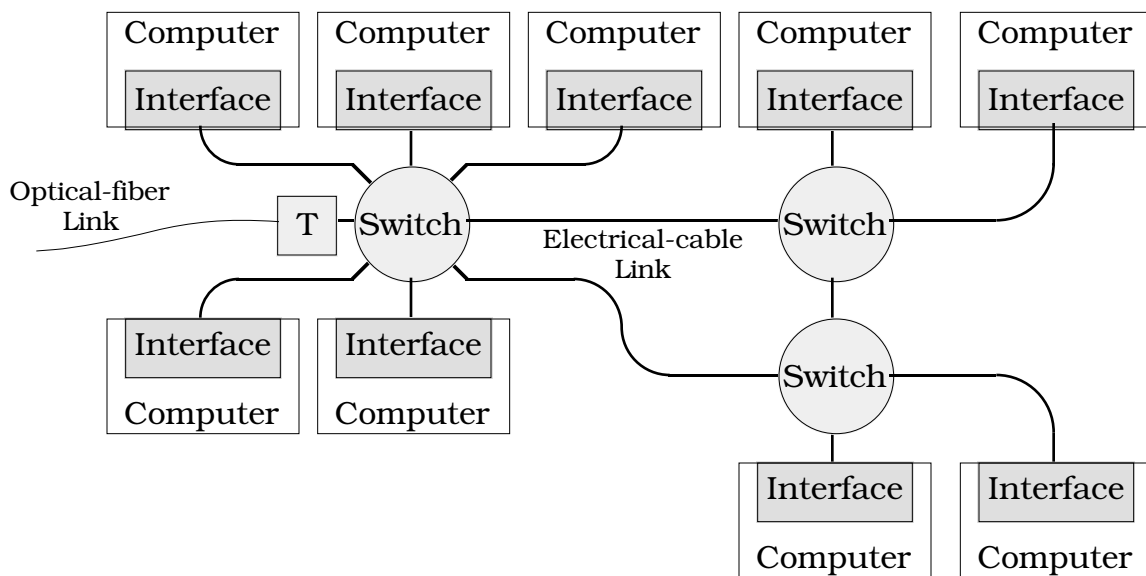 Computer
Computer
Computer
Computer
Computer
Interface
Interface
Interface
Interface
Interface
Optical-fiber
Link
T
Switch
Switch
Electrical-cable
Link
Interface
Interface
Switch
Computer
Computer
Interface
Interface
Computer
Computer